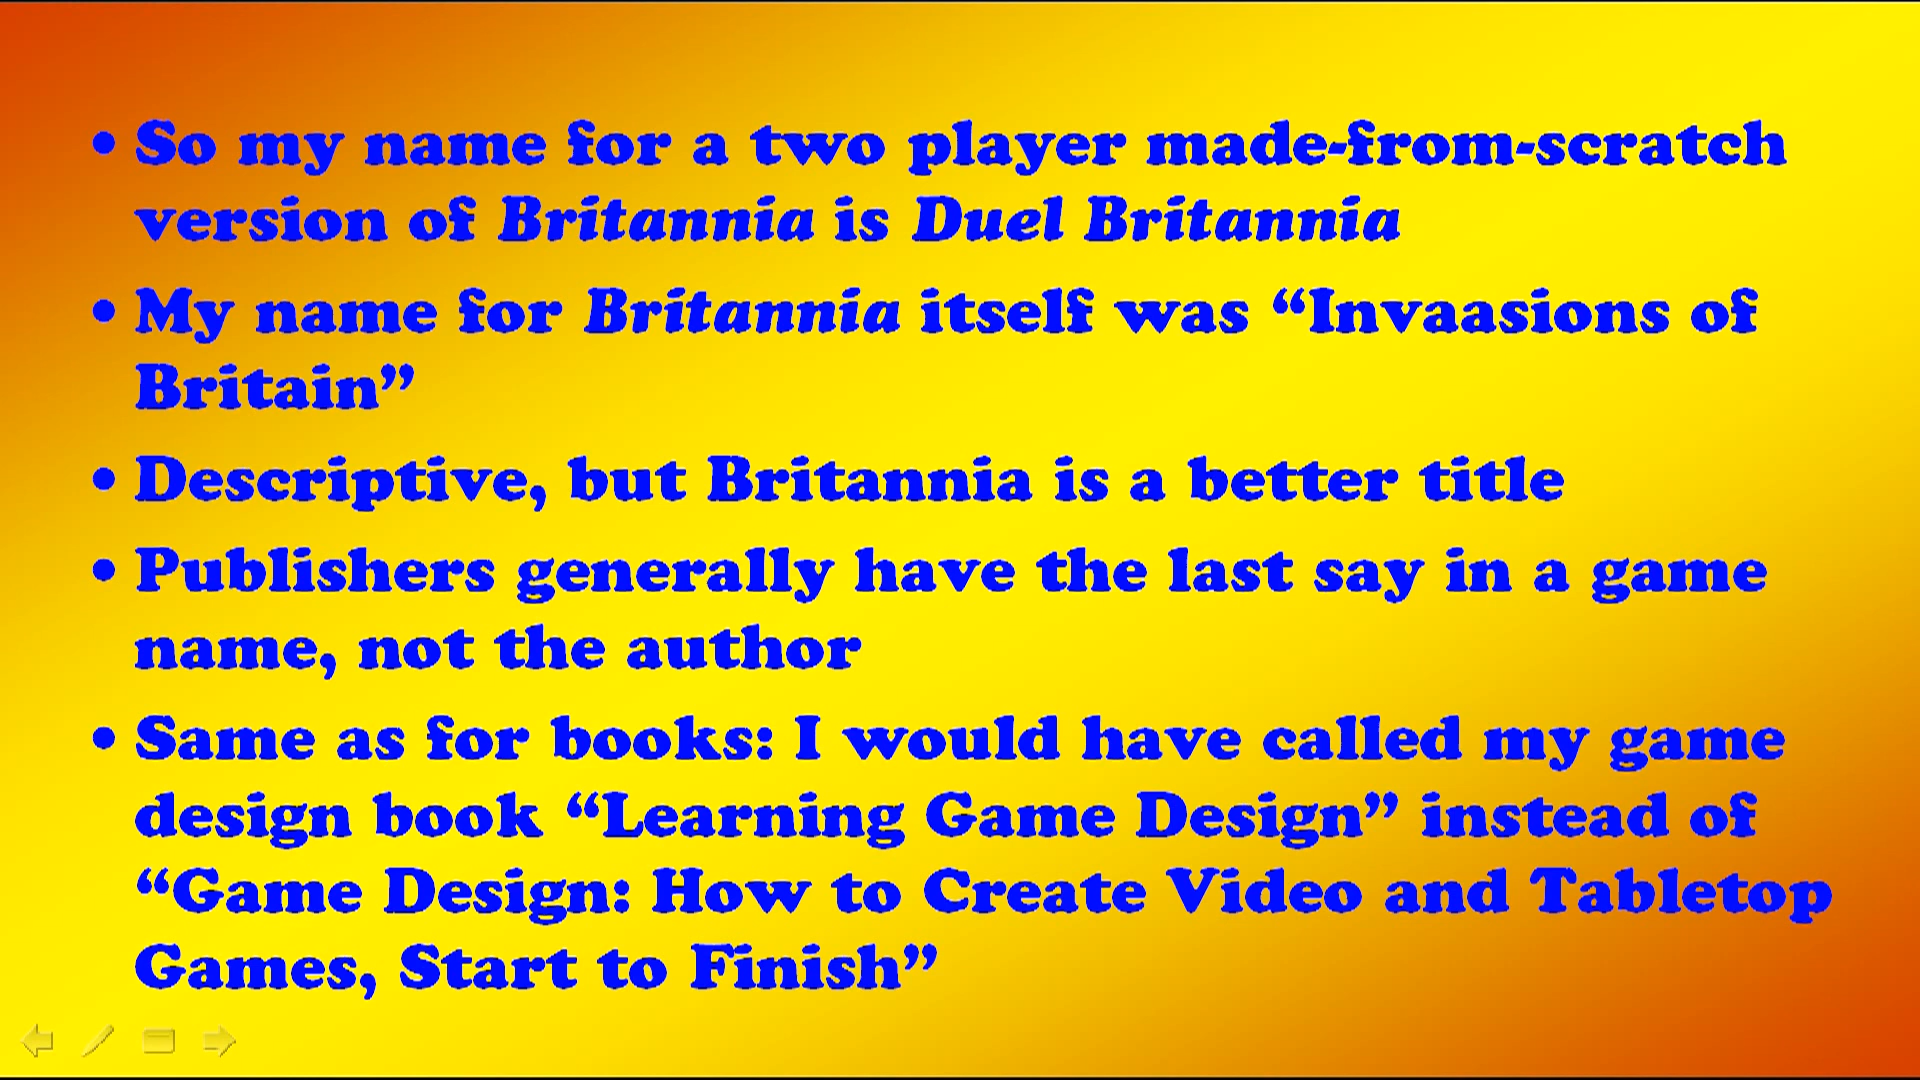 • So my name for a two player made-from-scratch
version of Britannia is Duel Britannia
• My name for Britannia itself was “Invaasions of
Britain”
• Descriptive, but Britannia is a better title
• Publishers generally have the last say in a game
name, not the author
• Same as for books: I would have called my game
design book “Learning Game Design” instead of
“Game Design: How to Create Video and Tabletop
Games, Start to Finish”